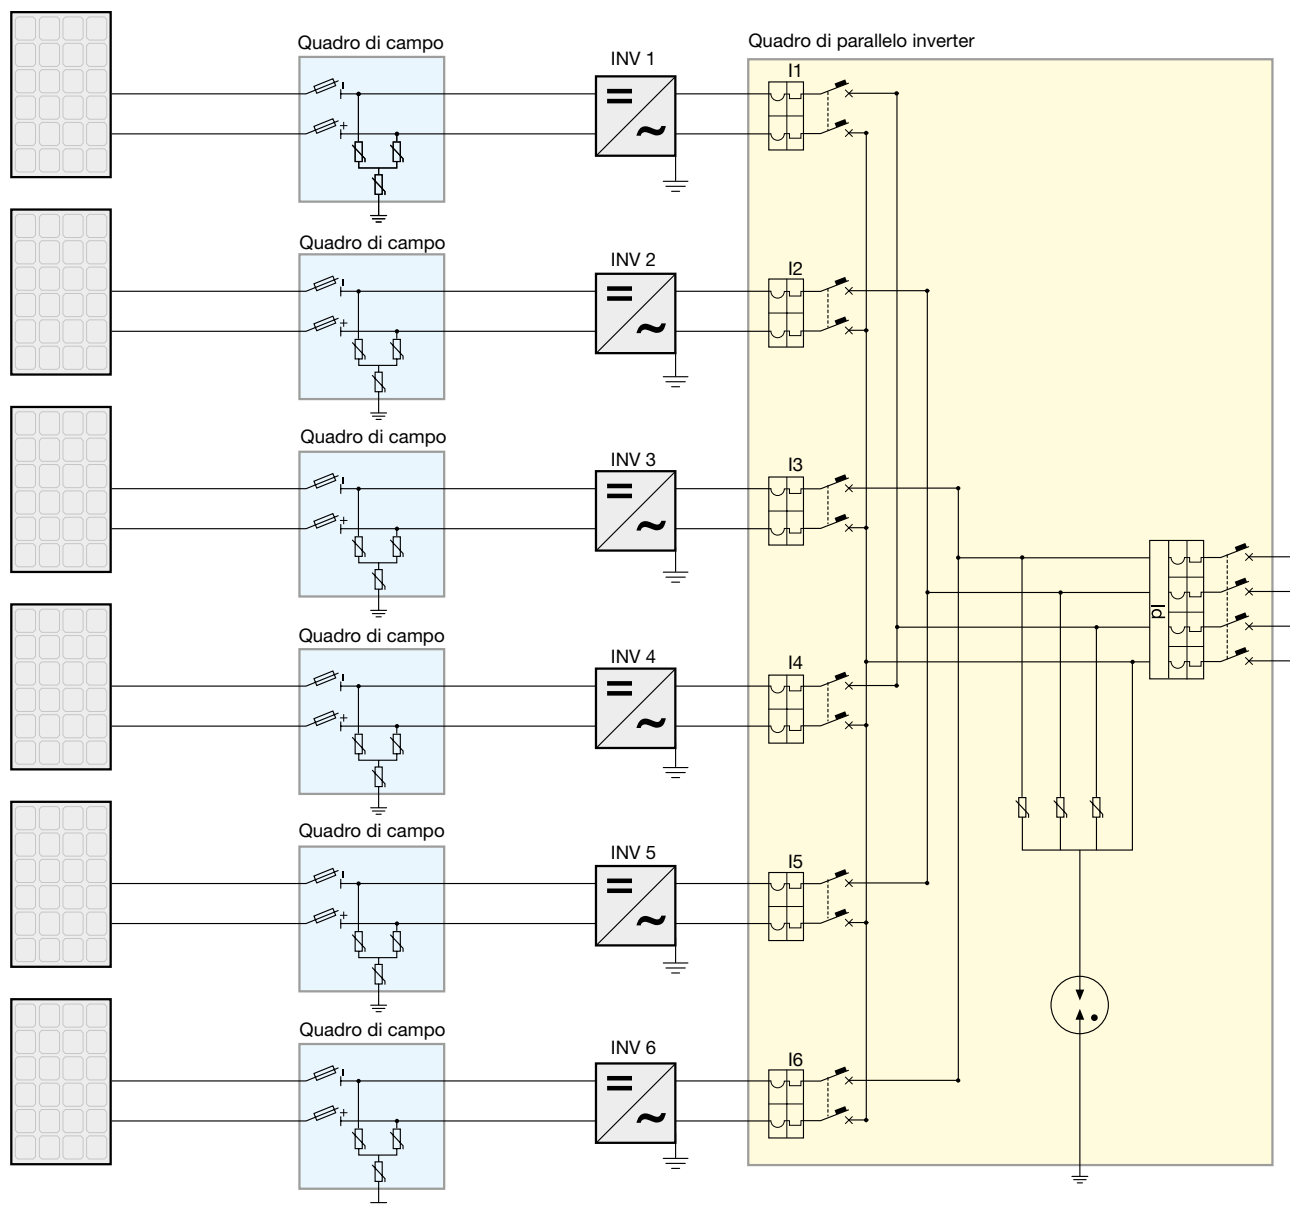 Quadro di parallelo inverter
Quadro di campo
INV 1
I1
Quadro di campo
INV 2
I2
Quadro di campo
INV 3
I3
Id
Quadro di campo
INV 4
I4
Quadro di campo
INV 5
I5
Quadro di campo
INV 6
I6